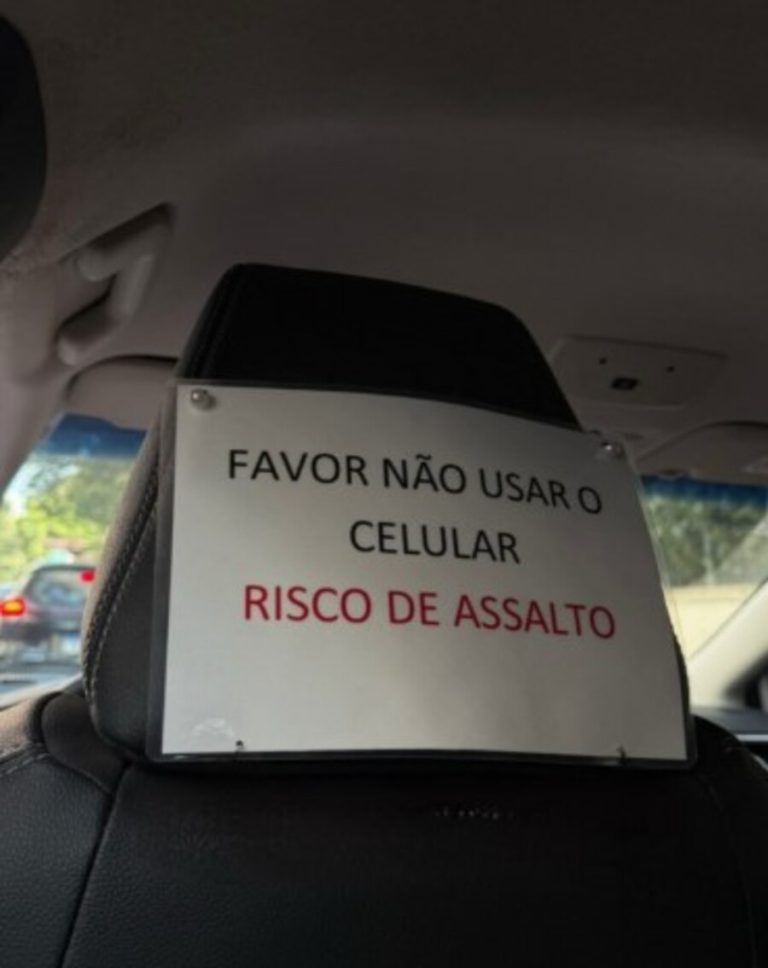 FAVOR NÃO USAR O
CELULAR
RISCO DE ASSALTO